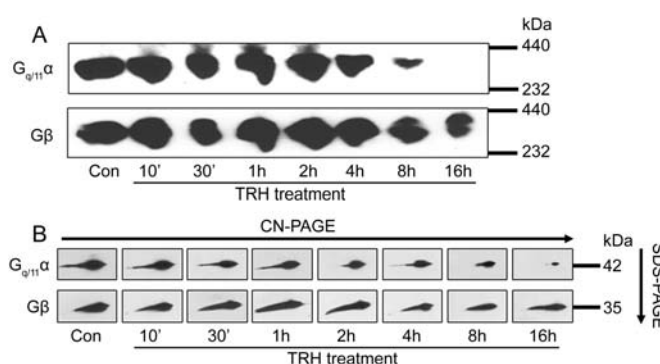 A
kDa
440
Gq/11α
232
440
Gβ
232
Con 10’ 30’ 1h 2h 4h 8h 16h
TRH treatment
B
CN-PAGE
kDa
Gq/11α
42
Gβ
35
SDS-PAGE
Con 10’ 30’ 1h 2h 4h 8h 16h
TRH treatment